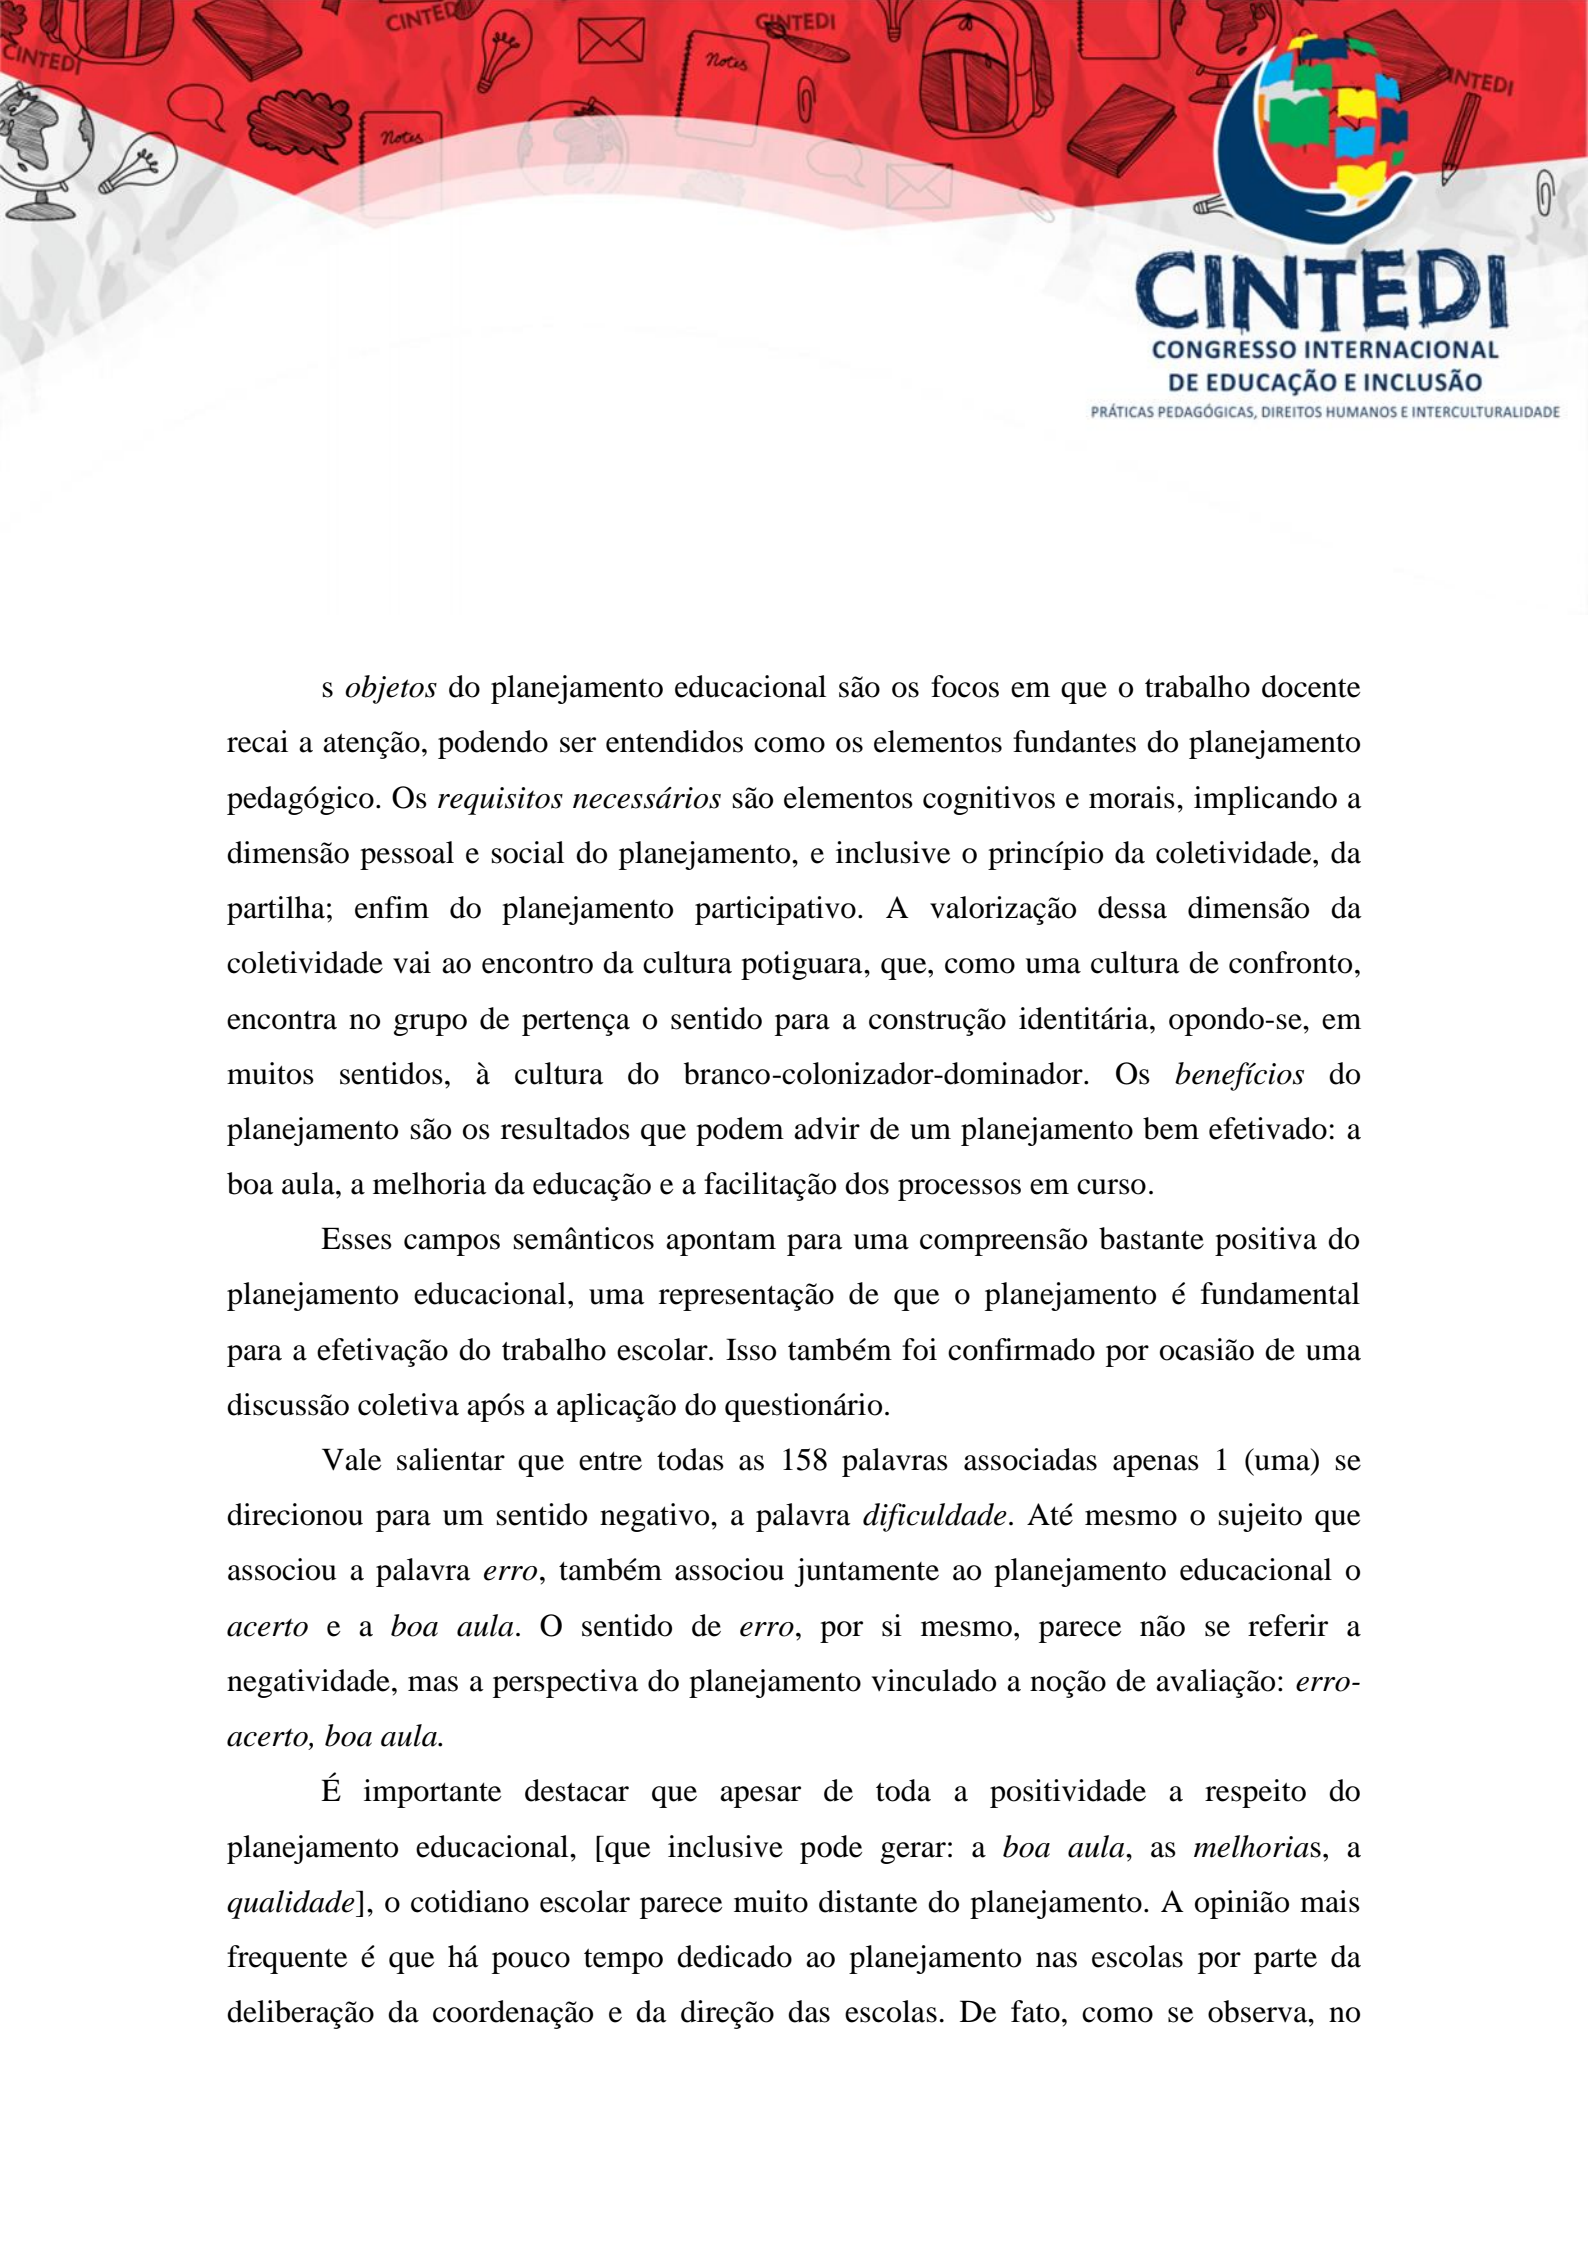 CINTEDI
CINTEDI
CINTEDI
CINTEDI
Notes
Notes
CINTEDI
CONGRESSO INTERNACIONAL
DE EDUCAÇÃO E INCLUSÃO
PRÁTICAS PEDAGÓGICAS, DIREITOS HUMANOS E INTERCULTURALIDADE
s objetos do planejamento educacional são os focos em que o trabalho docente
recai a atenção, podendo ser entendidos como os elementos fundantes do planejamento
pedagógico. Os requisitos necessários são elementos cognitivos e morais, implicando a
dimensão pessoal e social do planejamento, e inclusive o princípio da coletividade, da
partilha; enfim do planejamento participativo. A valorização dessa dimensão da
coletividade vai ao encontro da cultura potiguara, que, como uma cultura de confronto,
encontra no grupo de pertença o sentido para a construção identitária, opondo-se, em
muitos sentidos, à cultura do branco-colonizador-dominador. Os benefícios do
planejamento são os resultados que podem advir de um planejamento bem efetivado: a
boa aula, a melhoria da educação e a facilitação dos processos em curso.
Esses campos semânticos apontam para uma compreensão bastante positiva do
planejamento educacional, uma representação de que o planejamento é fundamental
para a efetivação do trabalho escolar. Isso também foi confirmado por ocasião de uma
discussão coletiva após a aplicação do questionário.
Vale salientar que entre todas as 158 palavras associadas apenas 1 (uma) se
direcionou para um sentido negativo, a palavra dificuldade. Até mesmo o sujeito que
associou a palavra erro, também associou juntamente ao planejamento educacional o
acerto e a boa aula. O sentido de erro, por si mesmo, parece não se referir a
negatividade, mas a perspectiva do planejamento vinculado a noção de avaliação: erro-
acerto, boa aula.
É importante destacar que apesar de toda a positividade a respeito do
planejamento educacional, [que inclusive pode gerar: a boa aula, as melhorias, a
qualidade], o cotidiano escolar parece muito distante do planejamento. A opinião mais
frequente é que há pouco tempo dedicado ao planejamento nas escolas por parte da
deliberação da coordenação e da direção das escolas. De fato, como se observa, no